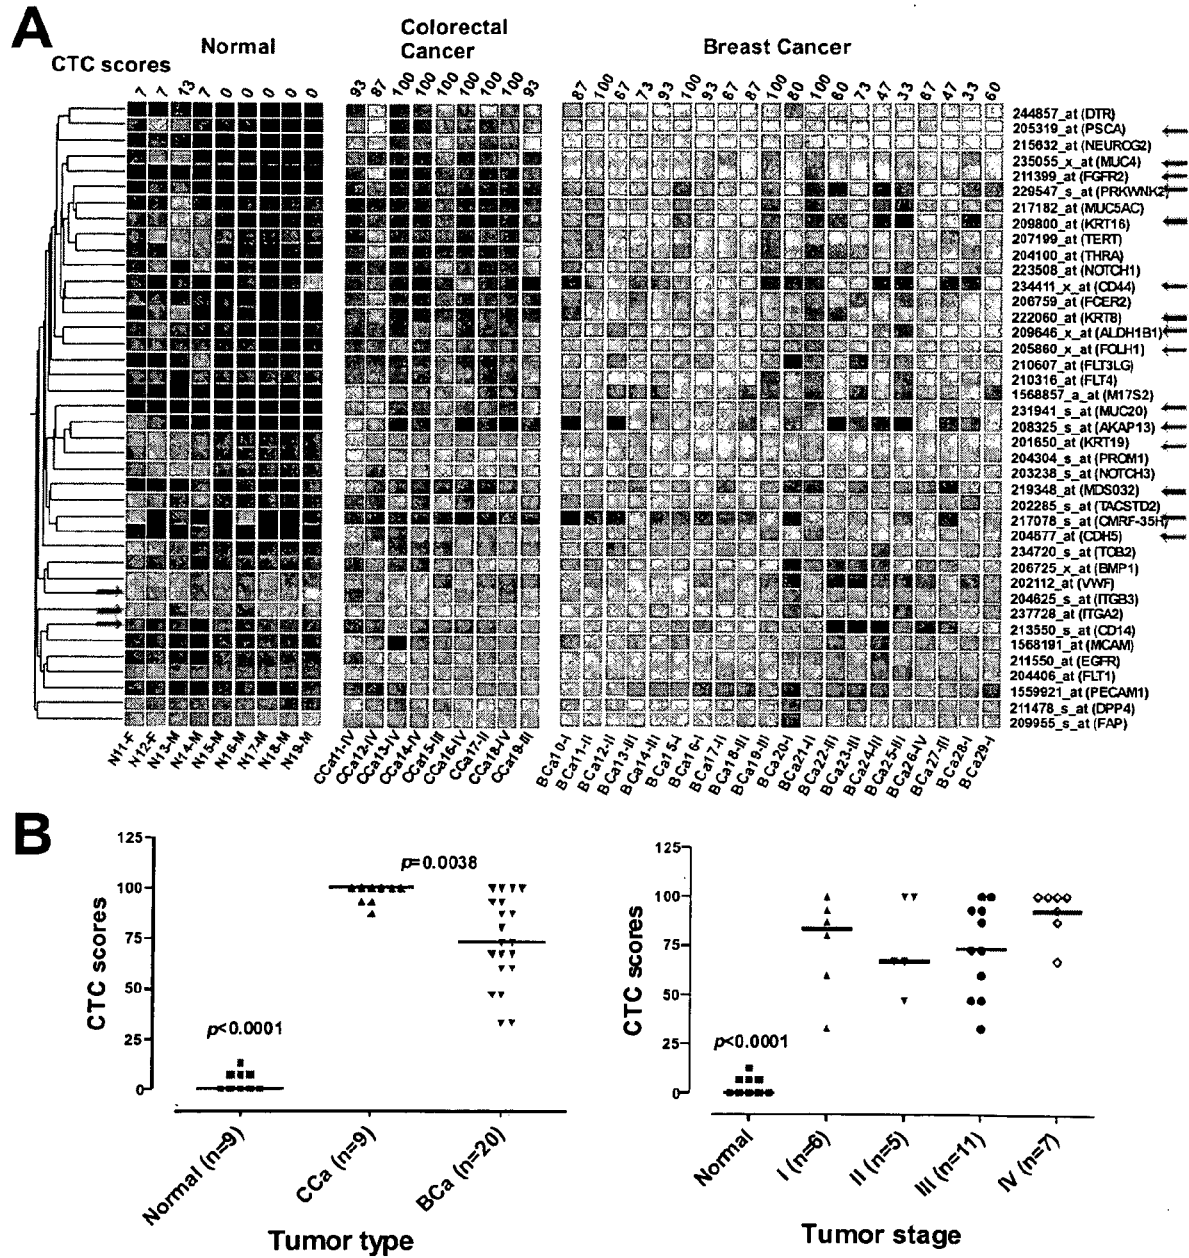 A
Normal
Colorectal
Cancer
Breast Cancer
CTC scores
7 7 13 7 0 0 0 0 0
93 87 100 100 100 100 100 100 93
87 100 67 73 93 100 93 67 87 100 80 100 60 73 47 33 67 47 33 60
244857_at (DTR)
205319_at (PSCA)
215632_at (NEUROG2)
235055_x_at (MUC4)
211399_at (FGFR2)
229547_s_at (PRKWNK2)
217182_at (MUC5AC)
209800_at (KRT16)
207199_at (TERT)
204100_at (THRA)
223508_at (NOTCH1)
234411_x_at (CD44)
206759_at (FCER2)
222060_at (KRT8)
209646_x_at (ALDH1B1)
205860_x_at (FOLH1)
210607_at (FLT3LG)
210316_at (FLT4)
1568857_a_at (M17S2)
231941_s_at (MUC20)
208325_s_at (AKAP13)
201650_at (KRT19)
204304_s_at (PROM1)
203238_s_at (NOTCH3)
219348_at (MDS032)
202285_s_at (TACSTD2)
217078_s_at (CMRF-35H)
204677_at (CDH5)
234720_s_at (TOB2)
206725_x_at (BMP1)
202112_at (VWF)
204625_s_at (ITGB3)
237728_at (ITGA2)
213550_s_at (CD14)
1568191_at (MCAM)
211550_at (EGFR)
204406_at (FLT1)
1559921_at (PECAM1)
211478_s_at (DPP4)
209955_s_at (FAP)
N11-F N12-F N13-M N14-M N15-M N16-M N17-M N18-M N19-M
CCa11-IV CCa12-IV CCa13-IV CCa14-IV CCa15-III CCa16-IV CCa17-II CCa18-IV CCa19-III
BCa10-I BCa11-II BCa12-II BCa13-III BCa14-III BCa15-I BCa16-I BCa17-II BCa18-III BCa19-III BCa20-I BCa21-II BCa22-III BCa23-III BCa24-III BCa25-III BCa26-IV BCa27-II BCa28-I BCa29-I
B
125
100
75
50
25
0
CTC scores
p<0.0001
p=0.0038
Normal (n=9)
CCa (n=9)
BCa (n=20)
Tumor type
125
100
75
50
25
0
CTC scores
p<0.0001
Normal
I (n=6)
II (n=5)
III (n=11)
IV (n=7)
Tumor stage